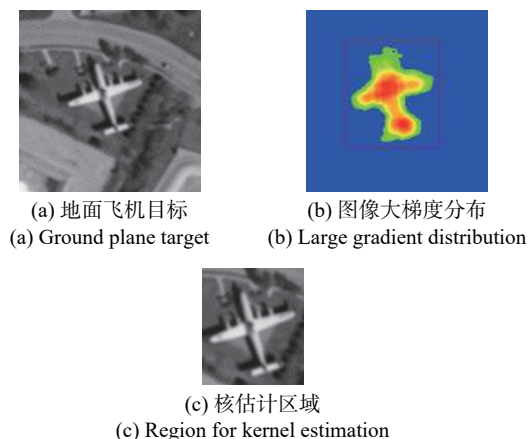 (a) 地面飞机目标
(a) Ground plane target
(b) 图像大梯度分布
(b) Large gradient distribution
(c) 核估计区域
(c) Region for kernel estimation